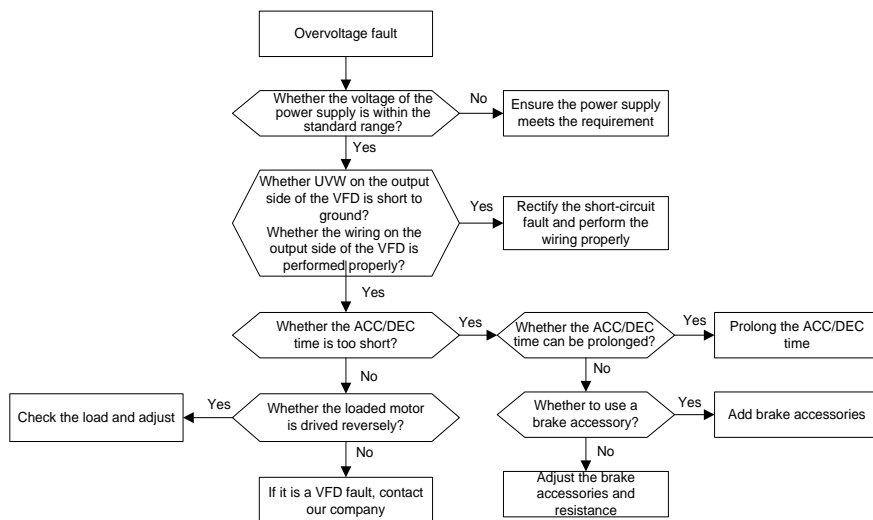 Overvoltage fault
Whether the voltage of the
power supply is within the
standard range?
No
Ensure the power supply
meets the requirement
Yes
Whether UVW on the output
side of the VFD is short to
ground?
Whether the wiring on the
output side of the VFD is
performed properly?
Yes
Rectify the short-circuit
fault and perform the
wiring properly
Yes
Whether the ACC/DEC
time is too short?
Yes
Whether the ACC/DEC
time can be prolonged?
Yes
Prolong the ACC/DEC
time
No
No
Check the load and adjust
Yes
Whether the loaded motor
is drived reversely?
Whether to use a
brake accessory?
Yes
Add brake accessories
No
No
If it is a VFD fault, contact
our company
Adjust the brake
accessories and
resistance